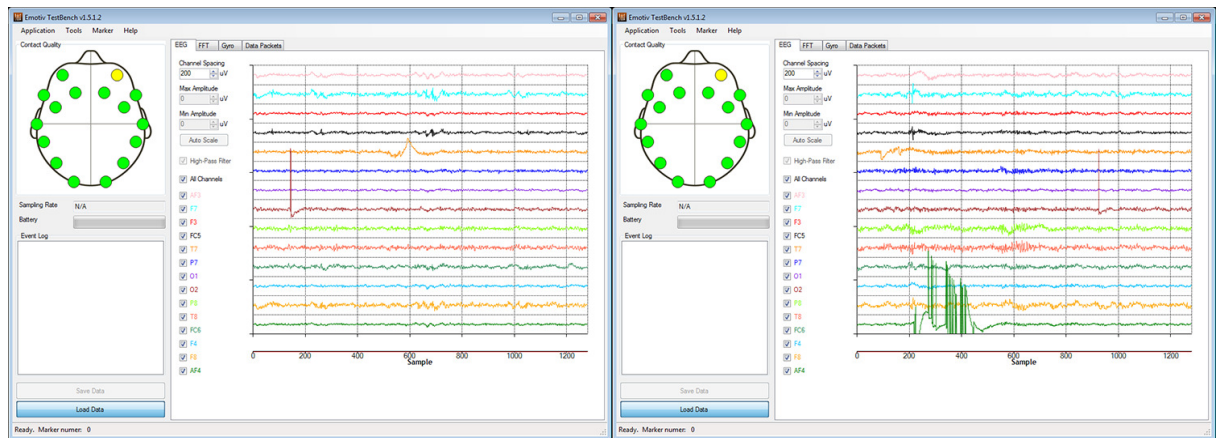 Emotiv TestBench v1.5.1.2
Application Tools Marker Help
Contact Quality
EEG FFT Gyro Data Packets
Channel Spacing
200 uV
Max Amplitude
0 uV
Min Amplitude
0 uV
Auto Scale
High-Pass Filter
All Channels
Sampling Rate N/A
Battery
Event Log
AF3
F7
F3
FC5
T7
P7
O1
O2
P8
T8
FC6
F4
F8
AF4
0 200 400 600 800 1000 1200
Sample
Save Data
Load Data
Ready. Marker numer: 0
Emotiv TestBench v1.5.1.2
Application Tools Marker Help
Contact Quality
EEG FFT Gyro Data Packets
Channel Spacing
200 uV
Max Amplitude
0 uV
Min Amplitude
0 uV
Auto Scale
High-Pass Filter
All Channels
Sampling Rate N/A
Battery
Event Log
AF3
F7
F3
FC5
T7
P7
O1
O2
P8
T8
FC6
F4
F8
AF4
0 200 400 600 800 1000 1200
Sample
Save Data
Load Data
Ready. Marker numer: 0